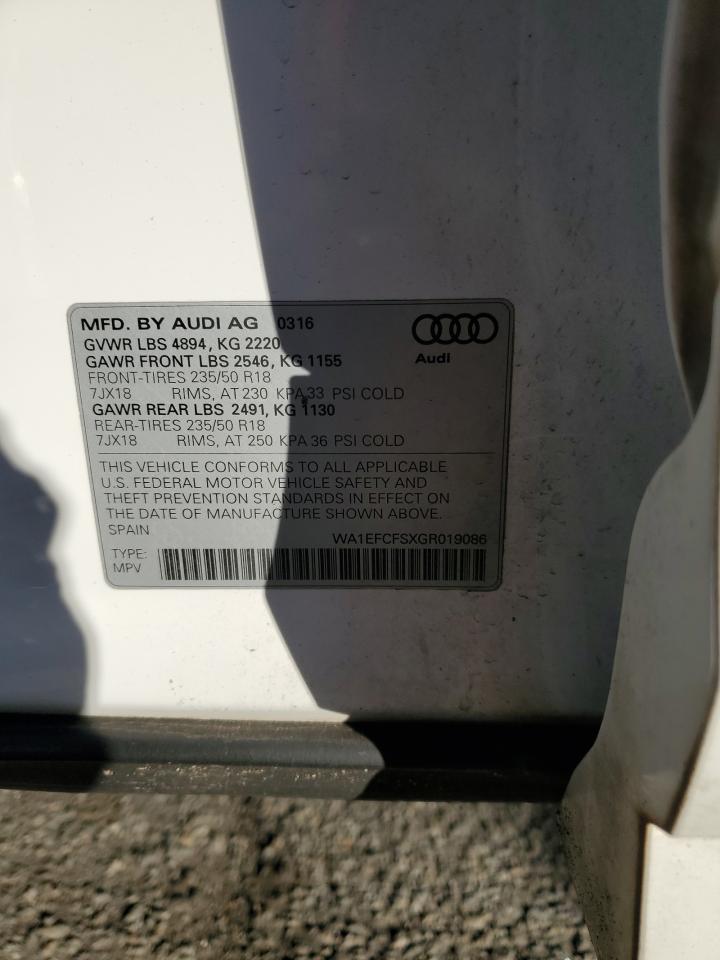 MFD. BY AUDI AG 0316
GVWR LBS 4894, KG 2220
GAWR FRONT LBS 2546, KG 1155
Audi
FRONT-TIRES 235/50 R18
7JX18 RIMS, AT 230 KPA 33 PSI COLD
GAWR REAR LBS 2491, KG 1130
REAR-TIRES 235/50 R18
7JX18 RIMS, AT 250 KPA 36 PSI COLD
THIS VEHICLE CONFORMS TO ALL APPLICABLE
U.S. FEDERAL MOTOR VEHICLE SAFETY AND
THEFT PREVENTION STANDARDS IN EFFECT ON
THE DATE OF MANUFACTURE SHOWN ABOVE.
SPAIN
WA1EFCFSXGR019086
TYPE:
MPV